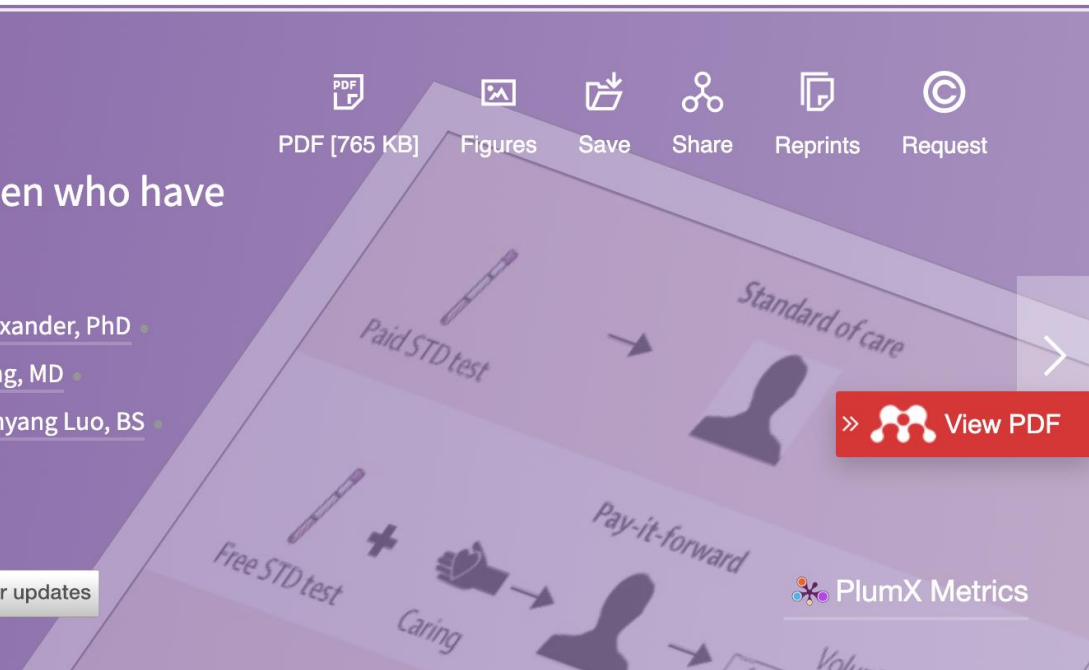 PDF
PDF [765 KB]
Figures
Save
Share
Reprints
Request
en who have
xander, PhD
ng, MD
nyang Luo, BS
Standard of care
Paid STD test
View PDF
Pay-it-forward
Free STD test
Caring
r updates
PlumX Metrics